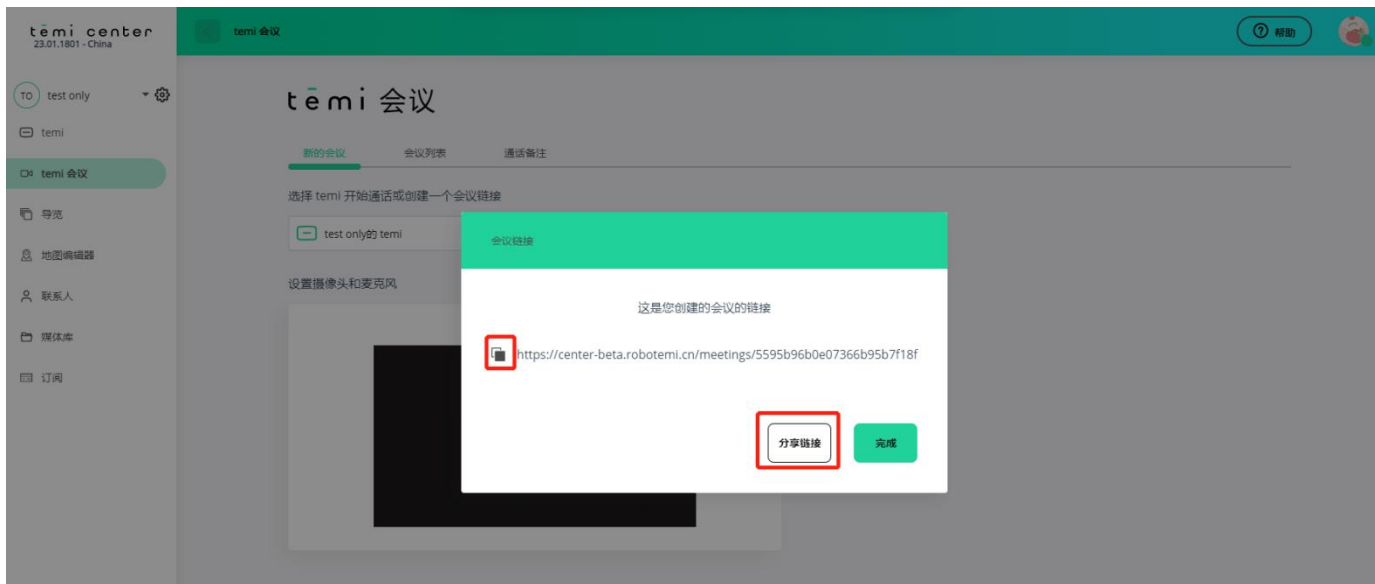 tēmi center
23.01.1801 - China
temi 会议
帮助
TO test only
temi
temi 会议
导览
地图编辑器
联系人
媒体库
订阅
tēmi 会议
新的会议 会议列表 通话备注
选择 temi 开始通话或创建一个会议链接
test only的 temi
设置摄像头和麦克风
会议链接
这是您创建的会议的链接
https://center-beta.robotemi.cn/meetings/5595b96b0e07366b95b7f18f
分享链接 完成